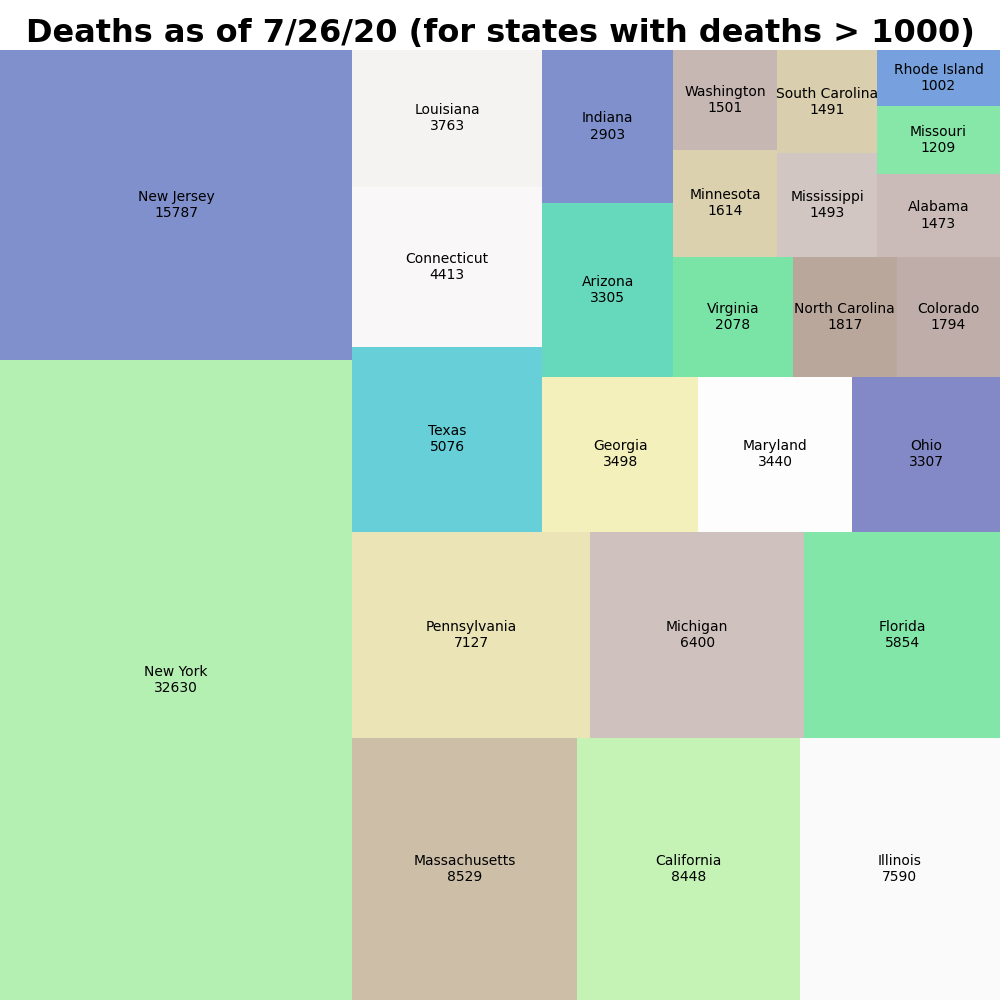 Deaths as of 7/26/20 (for states with deaths > 1000)
New Jersey
15787
New York
32630
Louisiana
3763
Connecticut
4413
Texas
5076
Indiana
2903
Arizona
3305
Washington
1501
South Carolina
1491
Rhode Island
1002
Missouri
1209
Minnesota
1614
Mississippi
1493
Alabama
1473
Virginia
2078
North Carolina
1817
Colorado
1794
Georgia
3498
Maryland
3440
Ohio
3307
Pennsylvania
7127
Michigan
6400
Florida
5854
Massachusetts
8529
California
8448
Illinois
7590